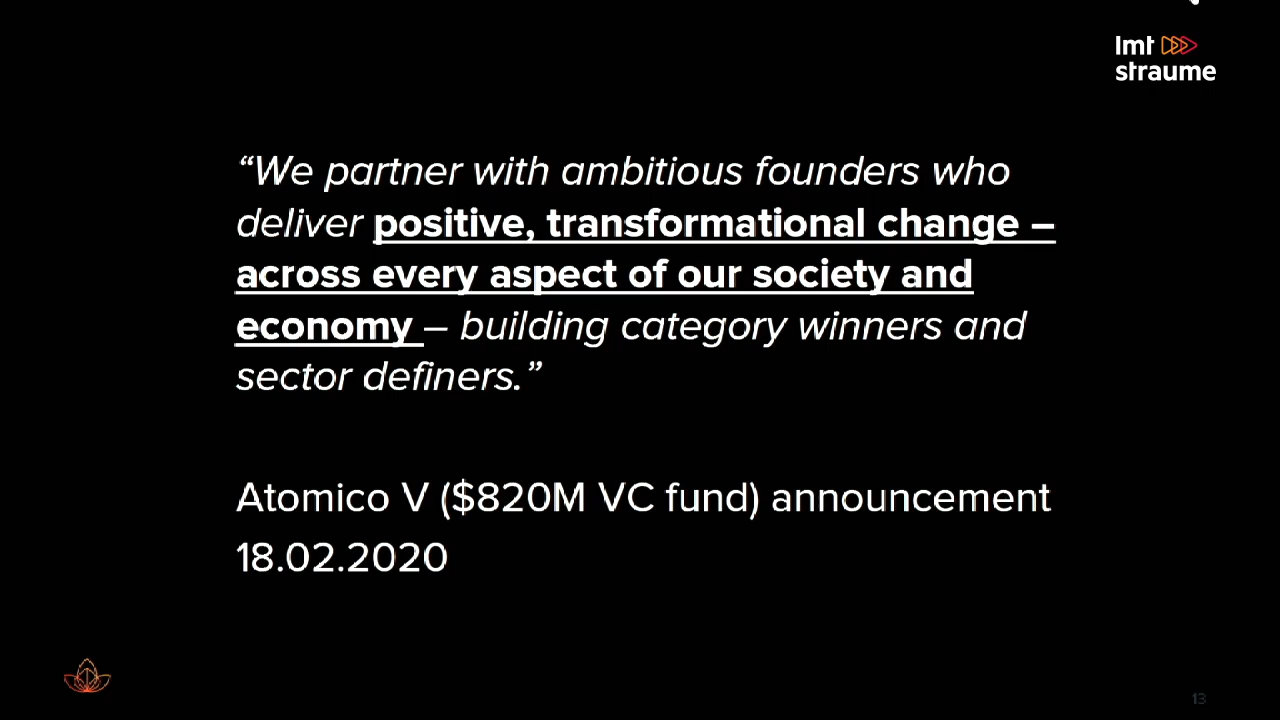 lmt
straume
“We partner with ambitious founders who
deliver positive, transformational change –
across every aspect of our society and
economy – building category winners and
sector definers.”
Atomico V ($820M VC fund) announcement
18.02.2020
13